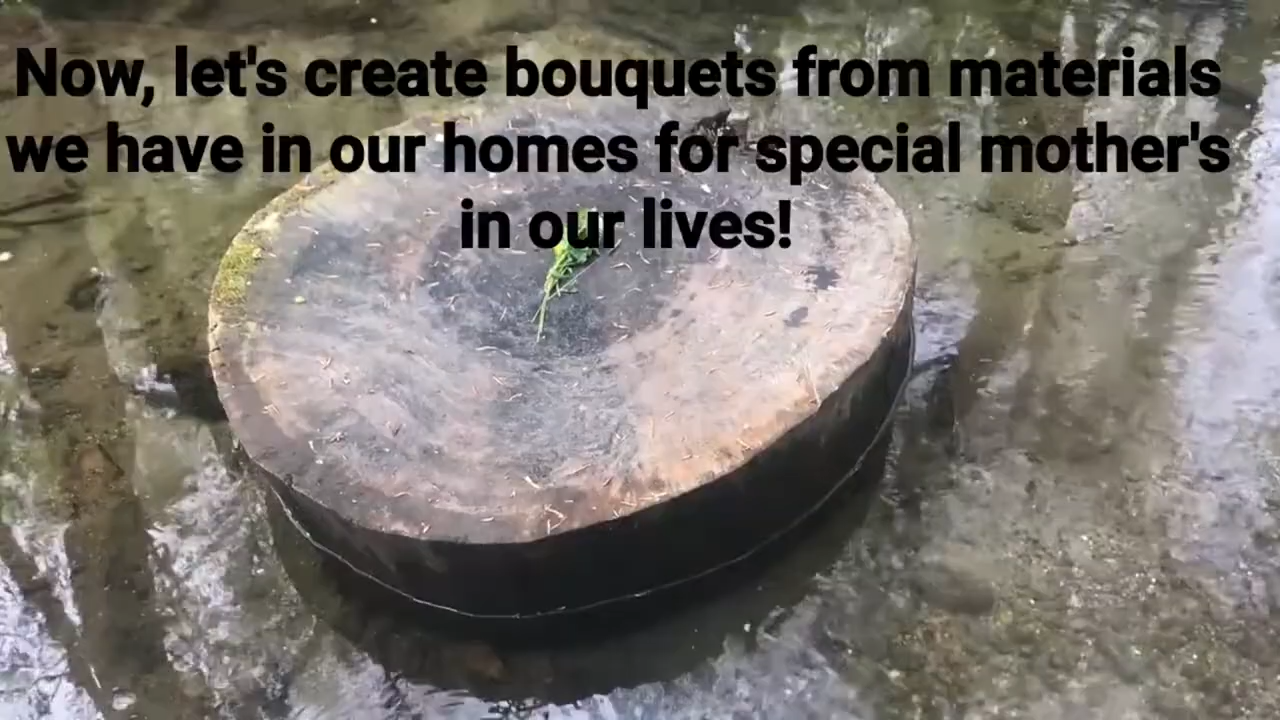 Now, let's create bouquets from materials
we have in our homes for special mother's
in our lives!